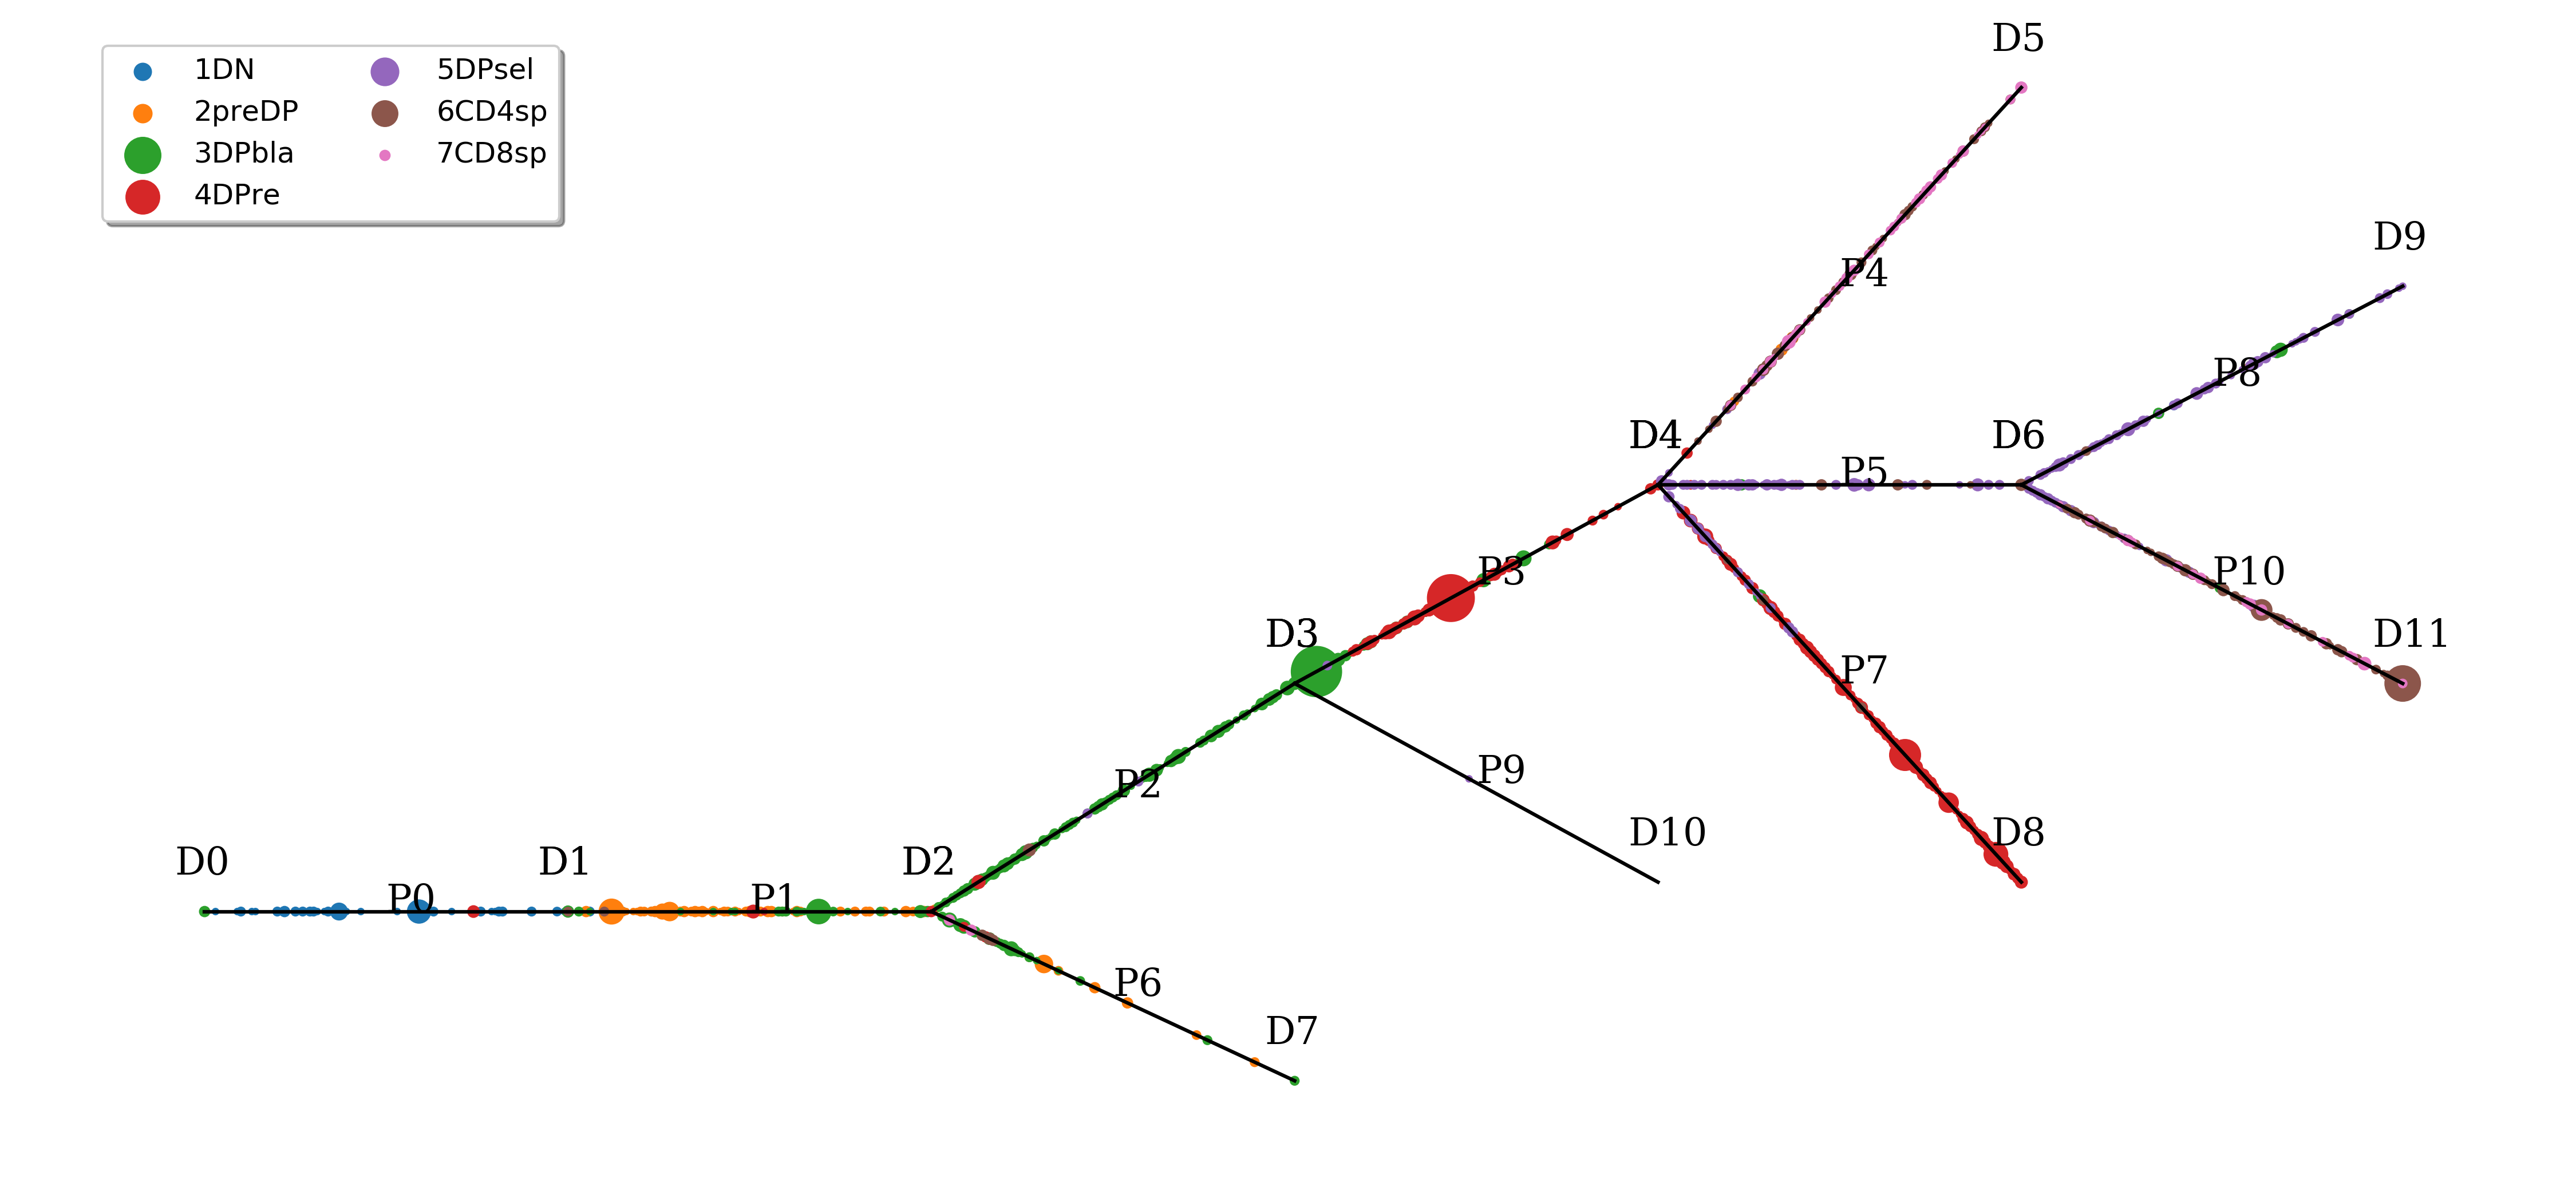 1DN
2preDP
3DPbla
4DPre
5DPsel
6CD4sp
7CD8sp
D5
D9
P4
P8
D4
D6
P5
P3
P10
D3
D11
P7
P2
P9
D10
D8
D0
D1
D2
P0
P1
P6
D7